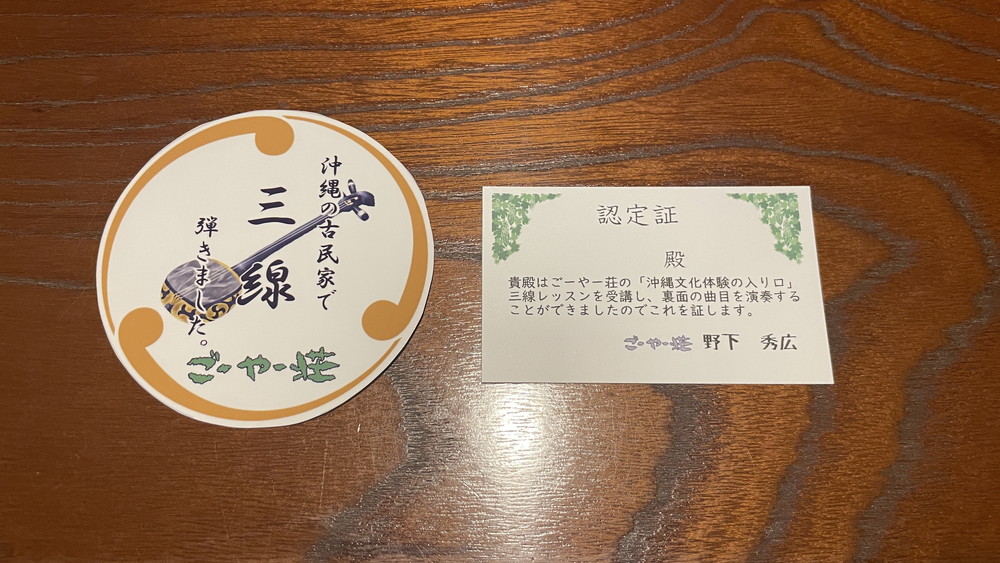 沖縄の古民家で
三線
弾きました。
ごーやー荘
認定証
殿
貴殿はごーやー荘の「沖縄文化体験の入り口」
三線レッスンを受講し、裏面の曲目を演奏する
ことができましたのでこれを証します。
ごーやー荘 野下 秀広